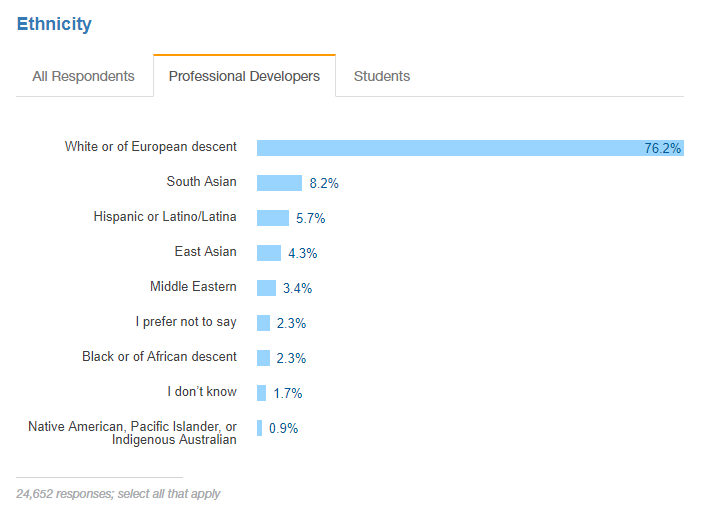 Ethnicity
All Respondents Professional Developers Students
White or of European descent 76.2%
South Asian 8.2%
Hispanic or Latino/Latina 5.7%
East Asian 4.3%
Middle Eastern 3.4%
I prefer not to say 2.3%
Black or of African descent 2.3%
I don’t know 1.7%
Native American, Pacific Islander, or 0.9%
Indigenous Australian
24,652 responses; select all that apply